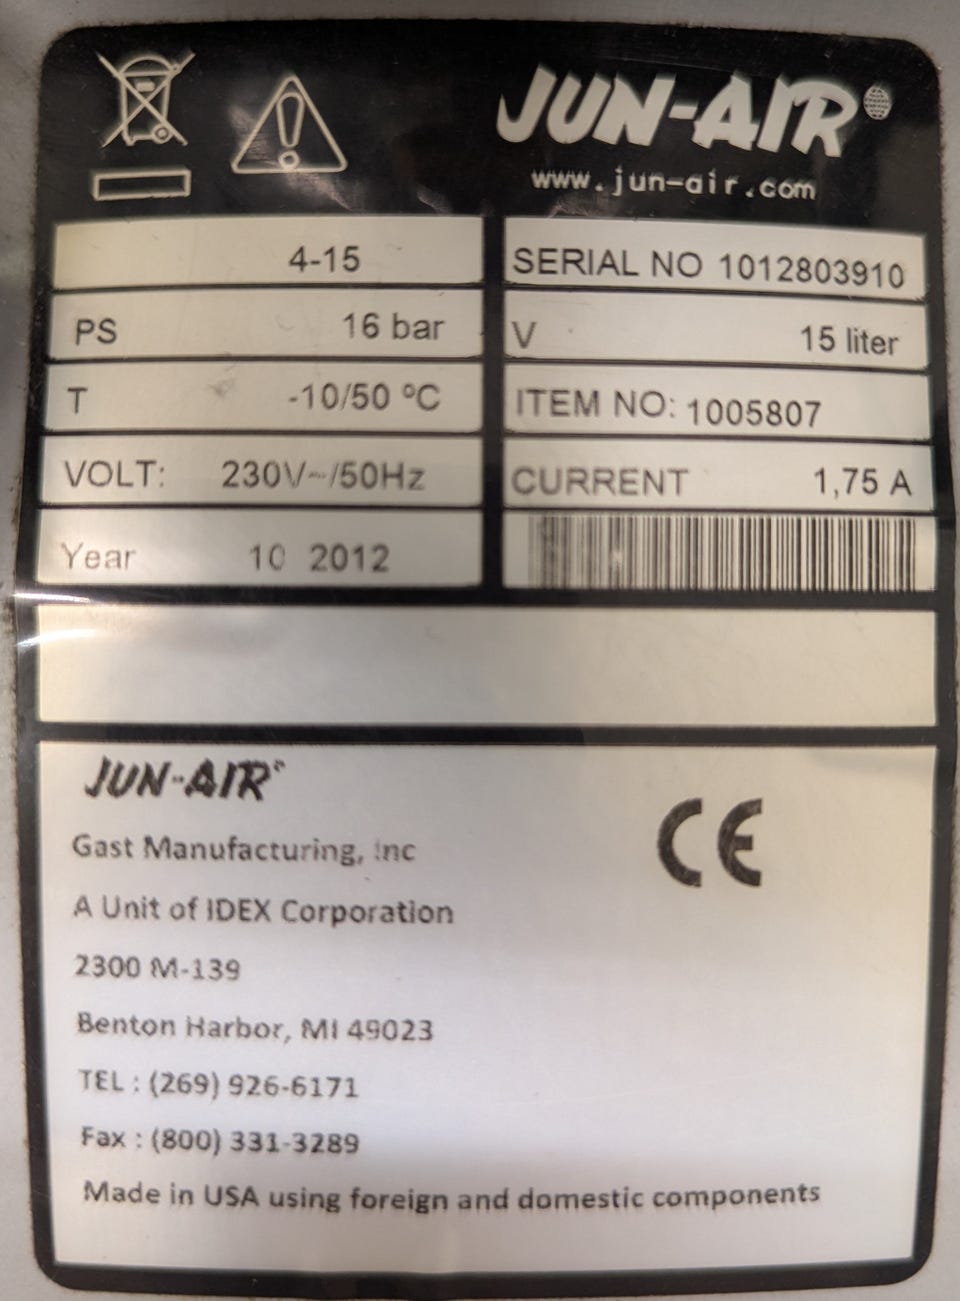 JUN-AIR®
www.jun-air.com
4-15
SERIAL NO 1012803910
PS 16 bar
V 15 liter
T -10/50 ºC
ITEM NO: 1005807
VOLT: 230V~/50Hz
CURRENT 1,75 A
Year 10 2012
JUN-AIR®
CE
Gast Manufacturing, Inc
A Unit of IDEX Corporation
2300 M-139
Benton Harbor, MI 49023
TEL : (269) 926-6171
Fax : (800) 331-3289
Made in USA using foreign and domestic components